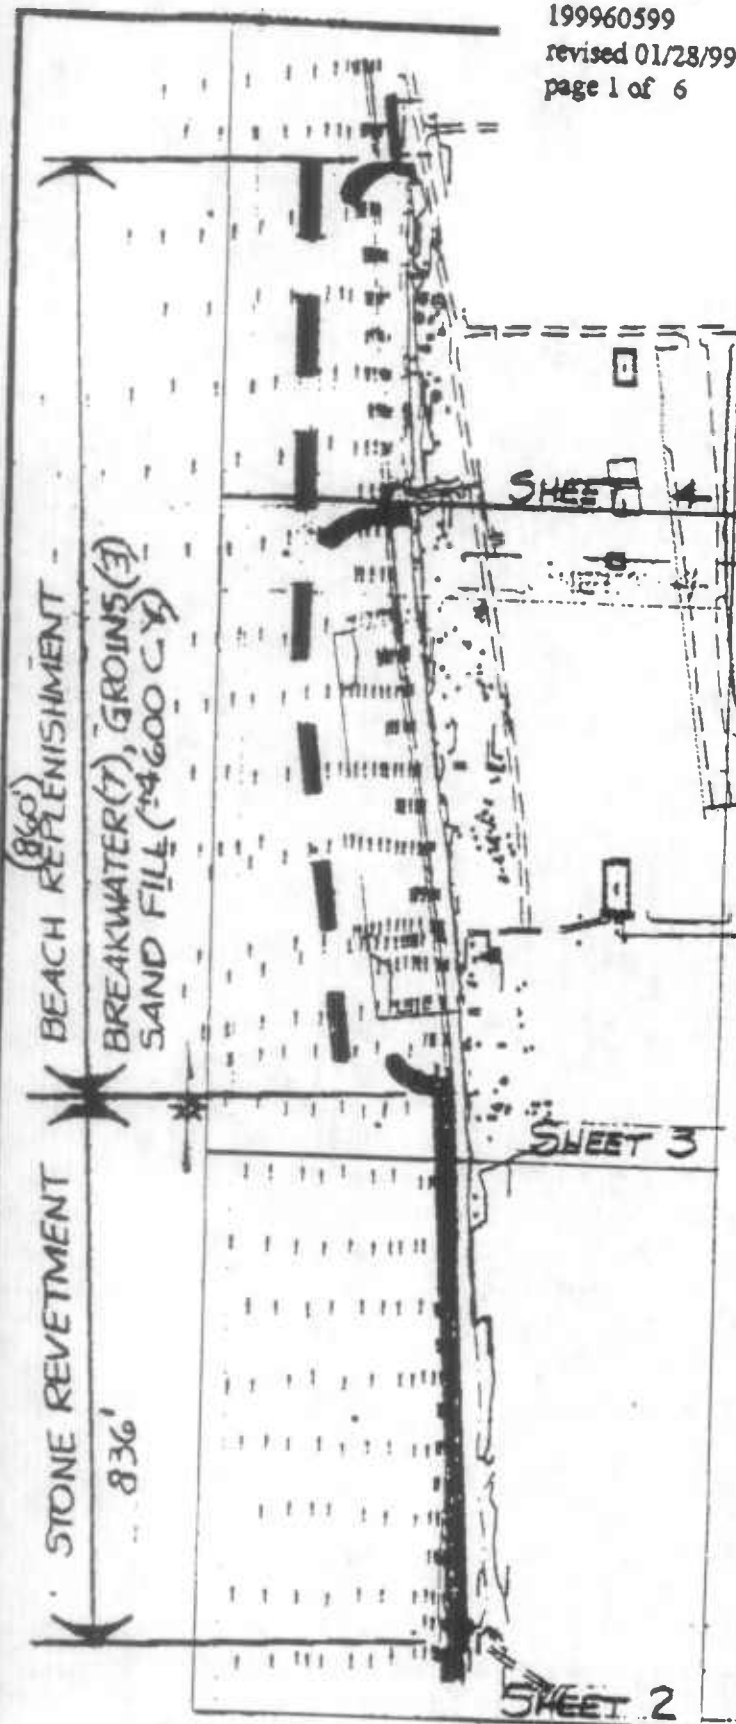 199960599
revised 01/28/99
page 1 of 6
SHEET 4
BEACH REPLENISHMENT
(860')
BREAKWATER(7), GROINS(3)
SAND FILL (~4600 C.Y.)
SHEET 3
STONE REVETMENT
836'
SHEET 2